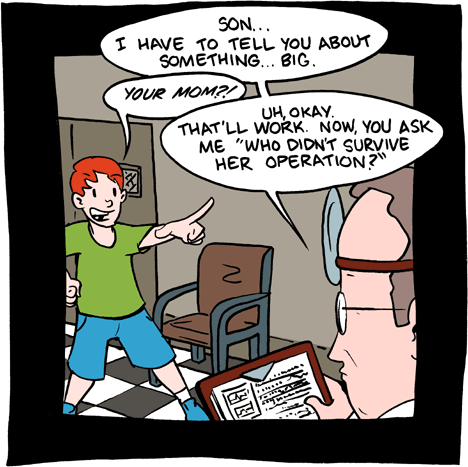 SON...
I HAVE TO TELL YOU ABOUT
SOMETHING... BIG.
YOUR MOM?!
UH, OKAY.
THAT'LL WORK. NOW, YOU ASK
ME "WHO DIDN'T SURVIVE
HER OPERATION?"